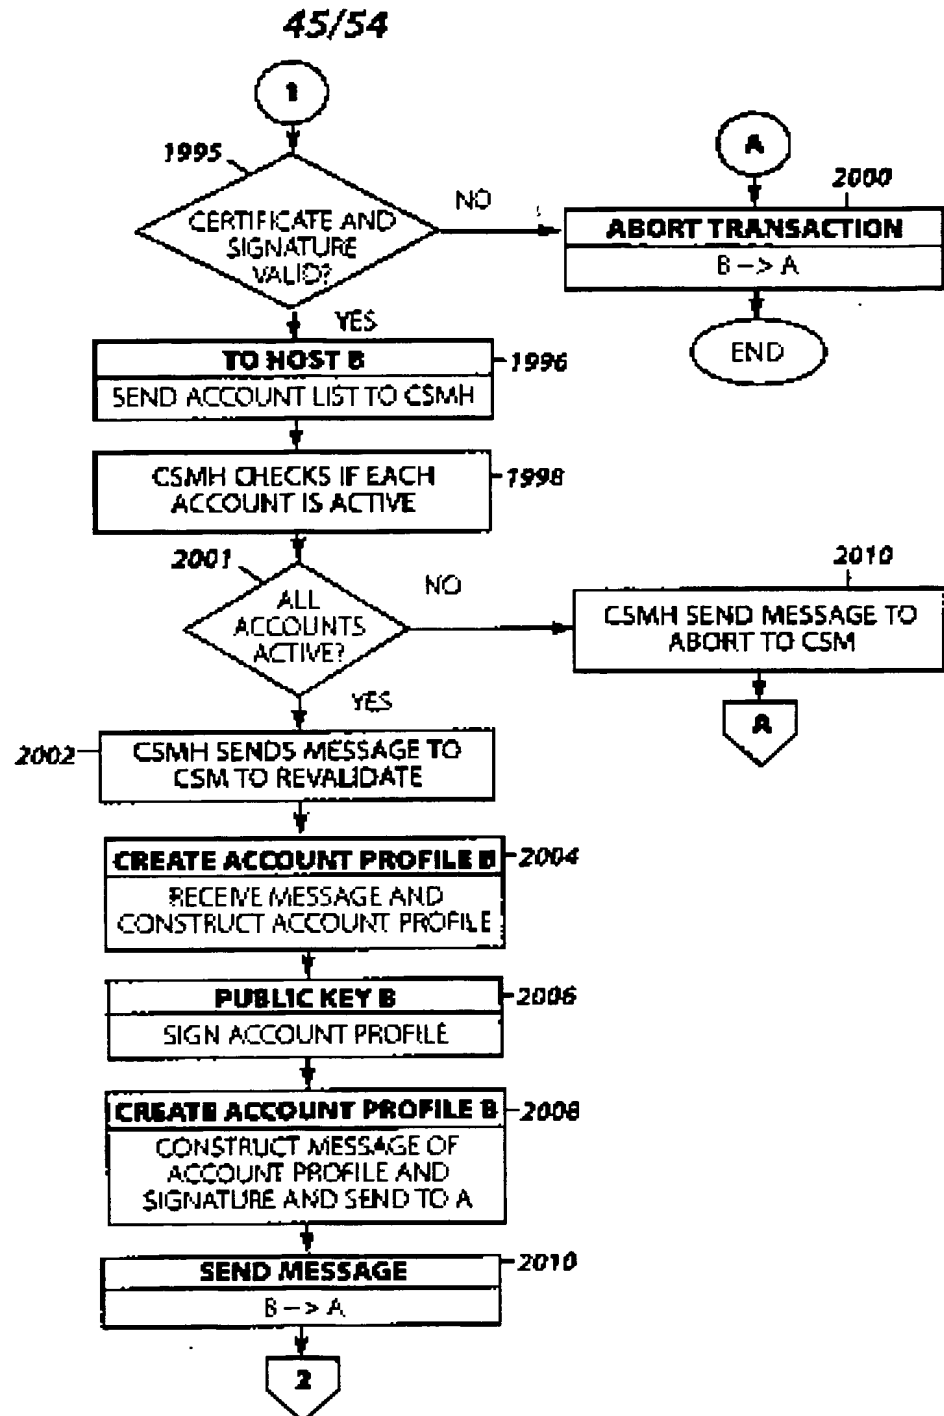 45/54
1
1995
CERTIFICATE AND
SIGNATURE
VALID?
NO
YES
A
2000
ABORT TRANSACTION
B --> A
END
TO HOST B
1996
SEND ACCOUNT LIST TO CSMH
CSMH CHECKS IF EACH
ACCOUNT IS ACTIVE
1998
2001
ALL
ACCOUNTS
ACTIVE?
NO
YES
2010
CSMH SEND MESSAGE TO
ABORT TO CSM
A
2002
CSMH SENDS MESSAGE TO
CSM TO REVALIDATE
CREATE ACCOUNT PROFILE B
2004
RECEIVE MESSAGE AND
CONSTRUCT ACCOUNT PROFILE
PUBLIC KEY B
2006
SIGN ACCOUNT PROFILE
CREATE ACCOUNT PROFILE B
2008
CONSTRUCT MESSAGE OF
ACCOUNT PROFILE AND
SIGNATURE AND SEND TO A
SEND MESSAGE
2010
B --> A
2